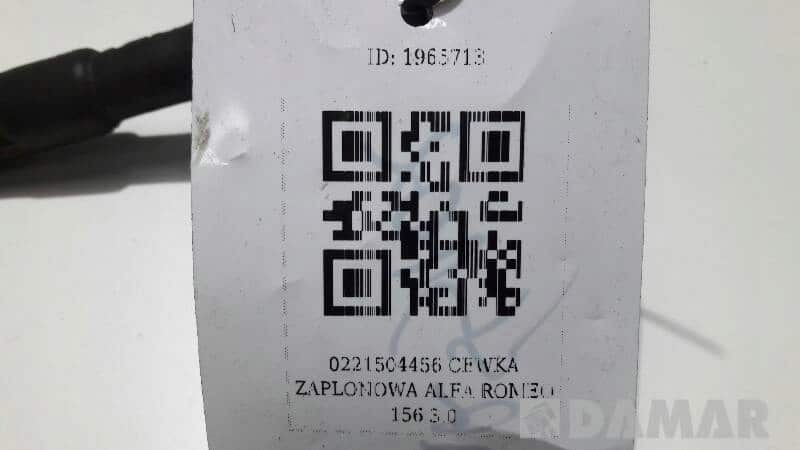 ID: 1965713
0221504456 CEWKA
ZAPLONOWA ALFA ROMEO
156 3.0
DAMAR